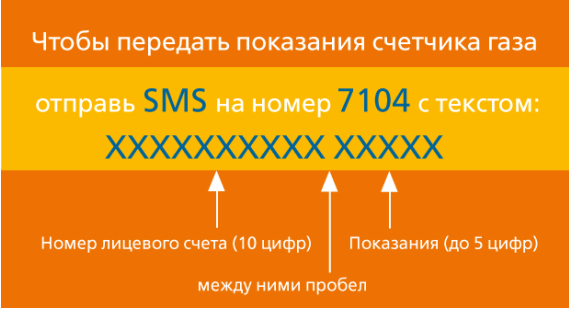 Чтобы передать показания счетчика газа
отправь SMS на номер 7104 с текстом:
XXXXXXXXXX XXXXX
Номер лицевого счета (10 цифр)
Показания (до 5 цифр)
между ними пробел